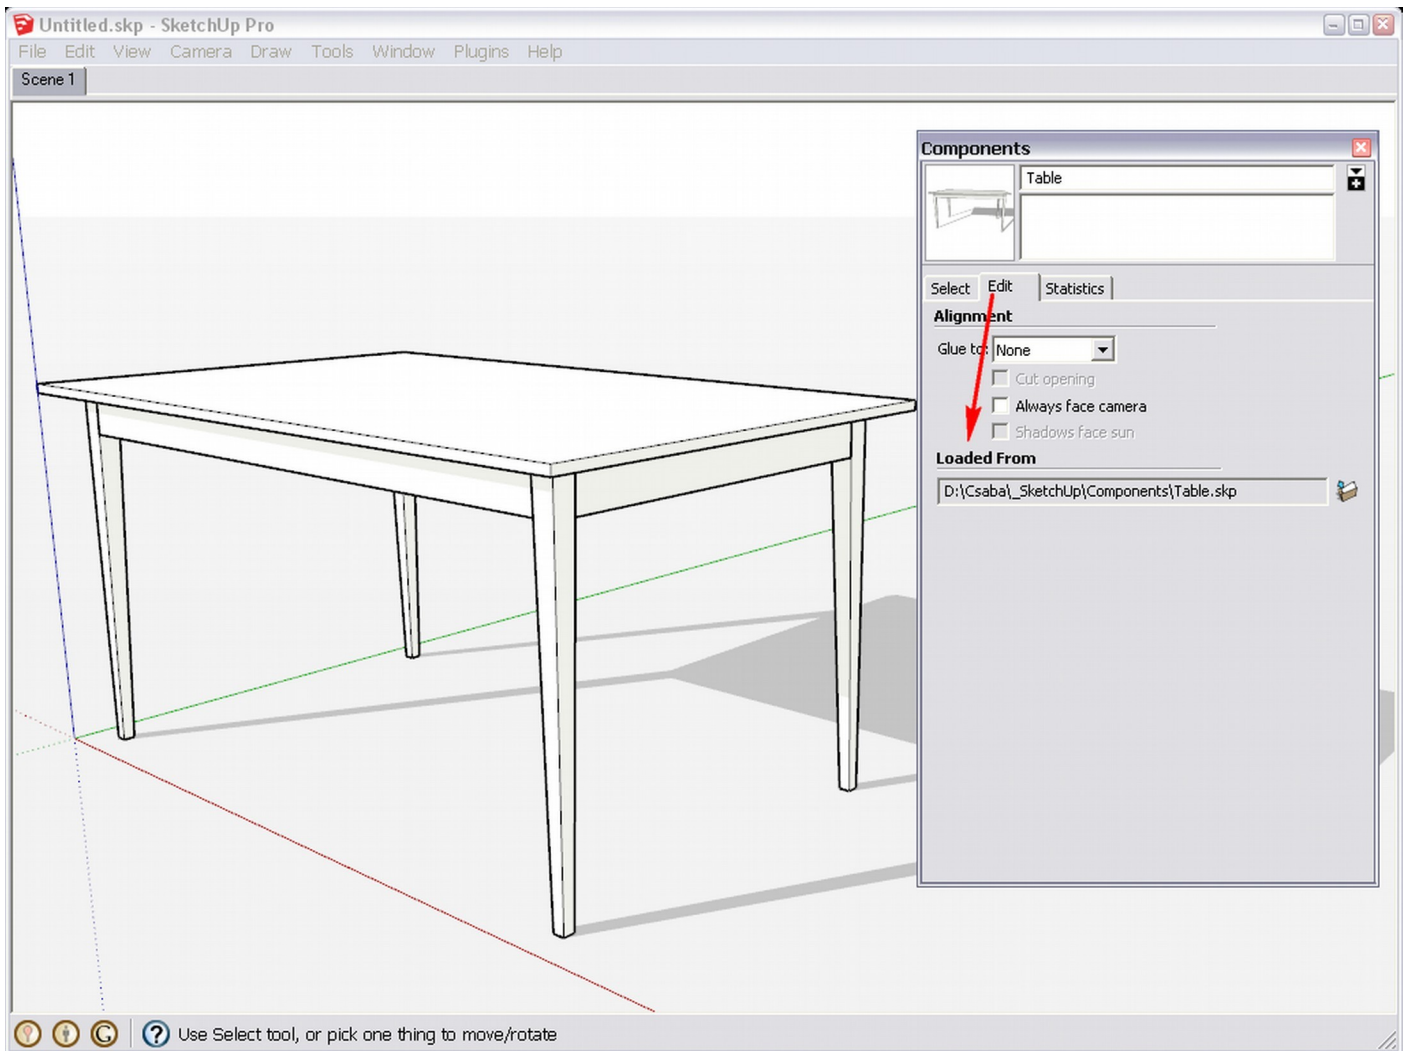 Untitled.skp - SketchUp Pro
File Edit View Camera Draw Tools Window Plugins Help
Scene 1
Components
Table
Select Edit Statistics
Alignment
Glue to: None
Cut opening
Always face camera
Shadows face sun
Loaded From
D:\Csaba\_SketchUp\Components\Table.skp
G ? Use Select tool, or pick one thing to move/rotate